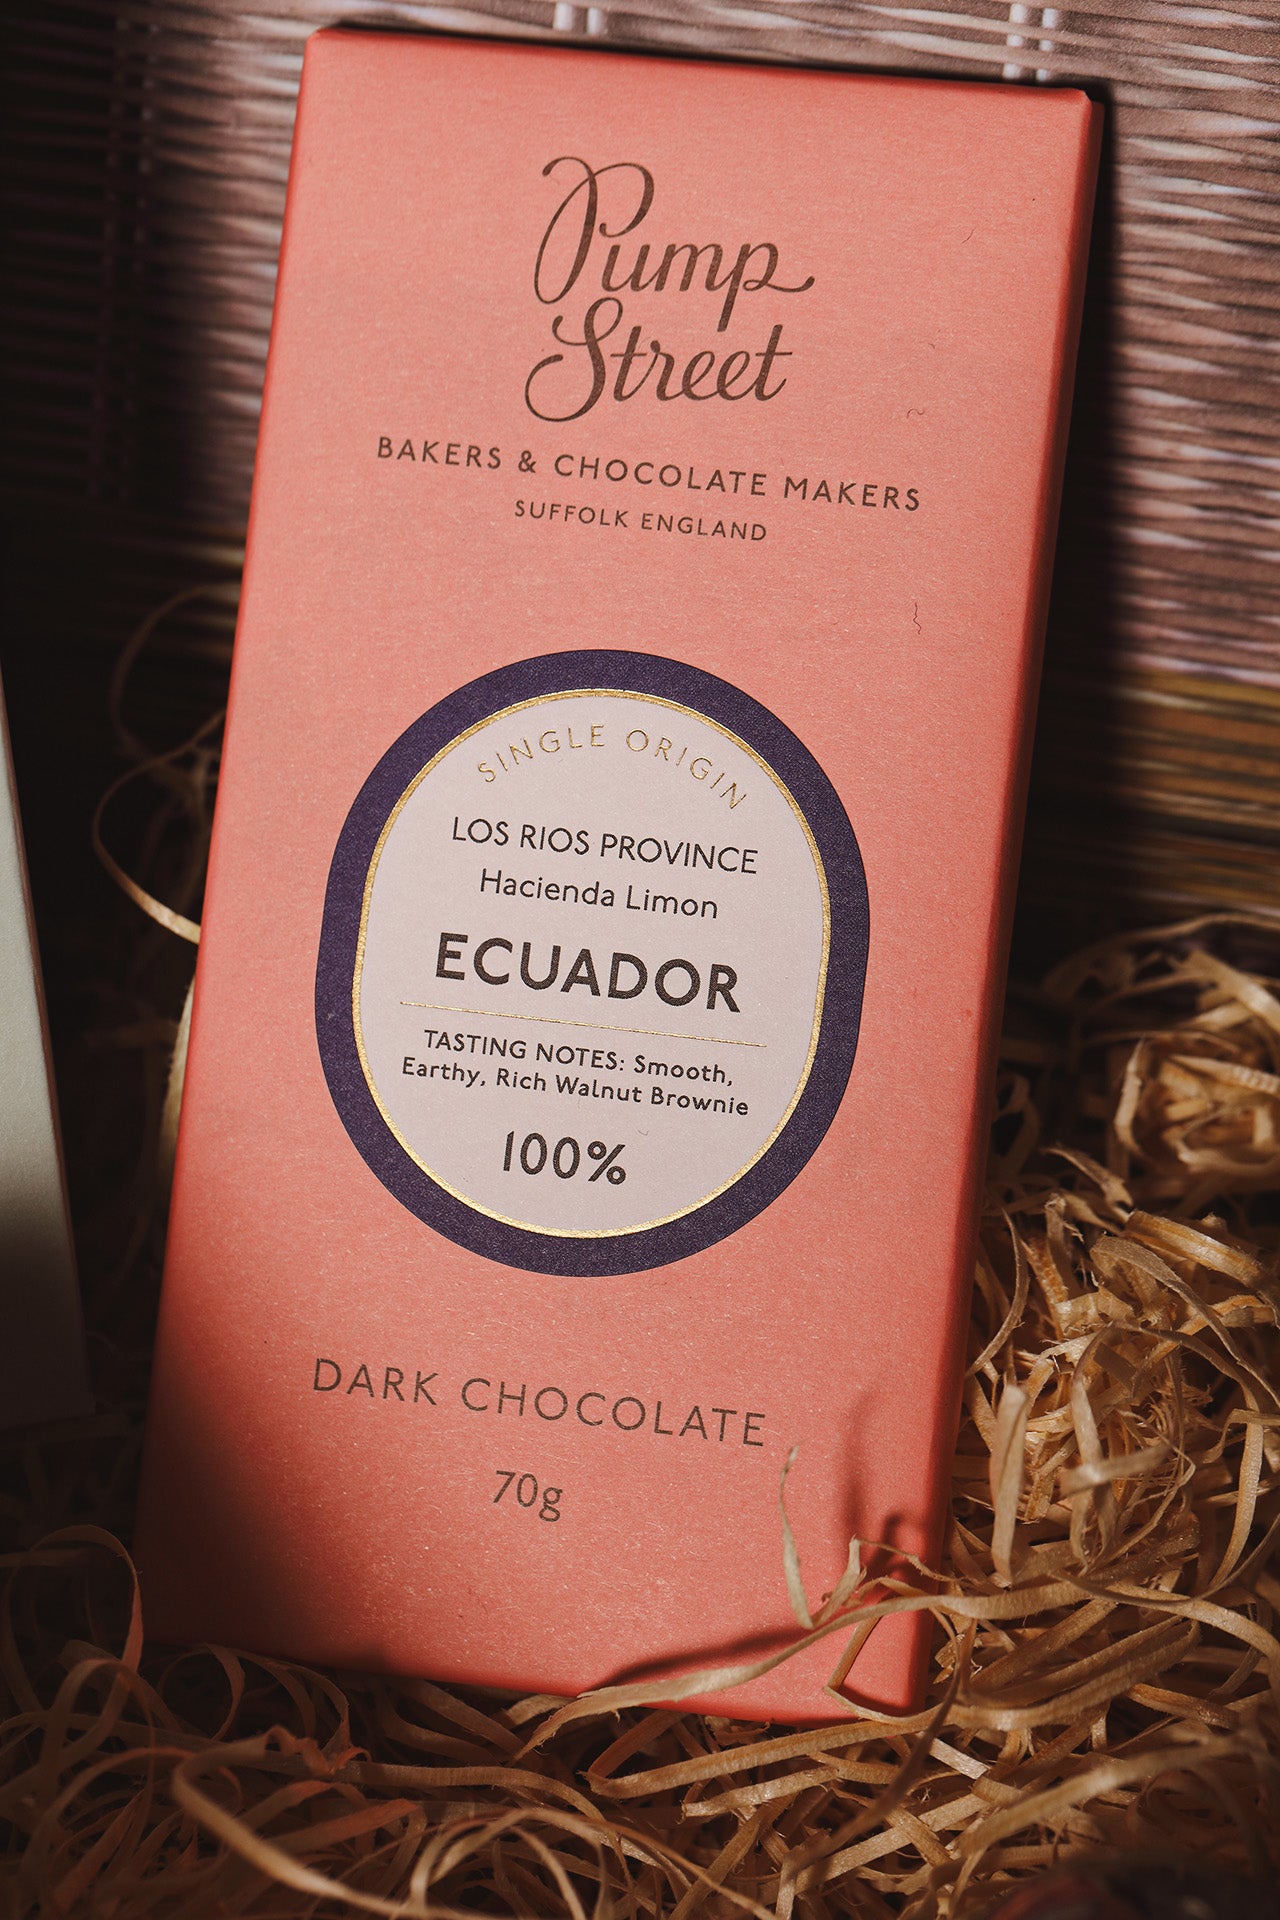 Pump
Street
BAKERS & CHOCOLATE MAKERS
SUFFOLK ENGLAND
SINGLE ORIGIN
LOS RIOS PROVINCE
Hacienda Limon
ECUADOR
TASTING NOTES: Smooth,
Earthy, Rich Walnut Brownie
100%
DARK CHOCOLATE
70g